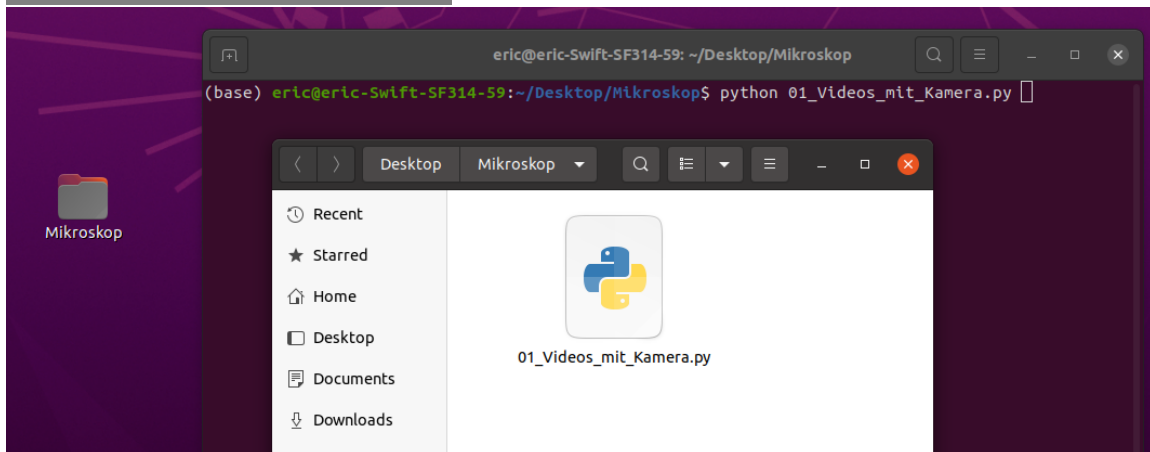 eric@eric-Swift-SF314-59: ~/Desktop/Mikroskop
(base) eric@eric-Swift-SF314-59:~/Desktop/Mikroskop$ python 01_Videos_mit_Kamera.py
Mikroskop
Desktop Mikroskop
Recent
Starred
Home
Desktop
Documents
Downloads
01_Videos_mit_Kamera.py